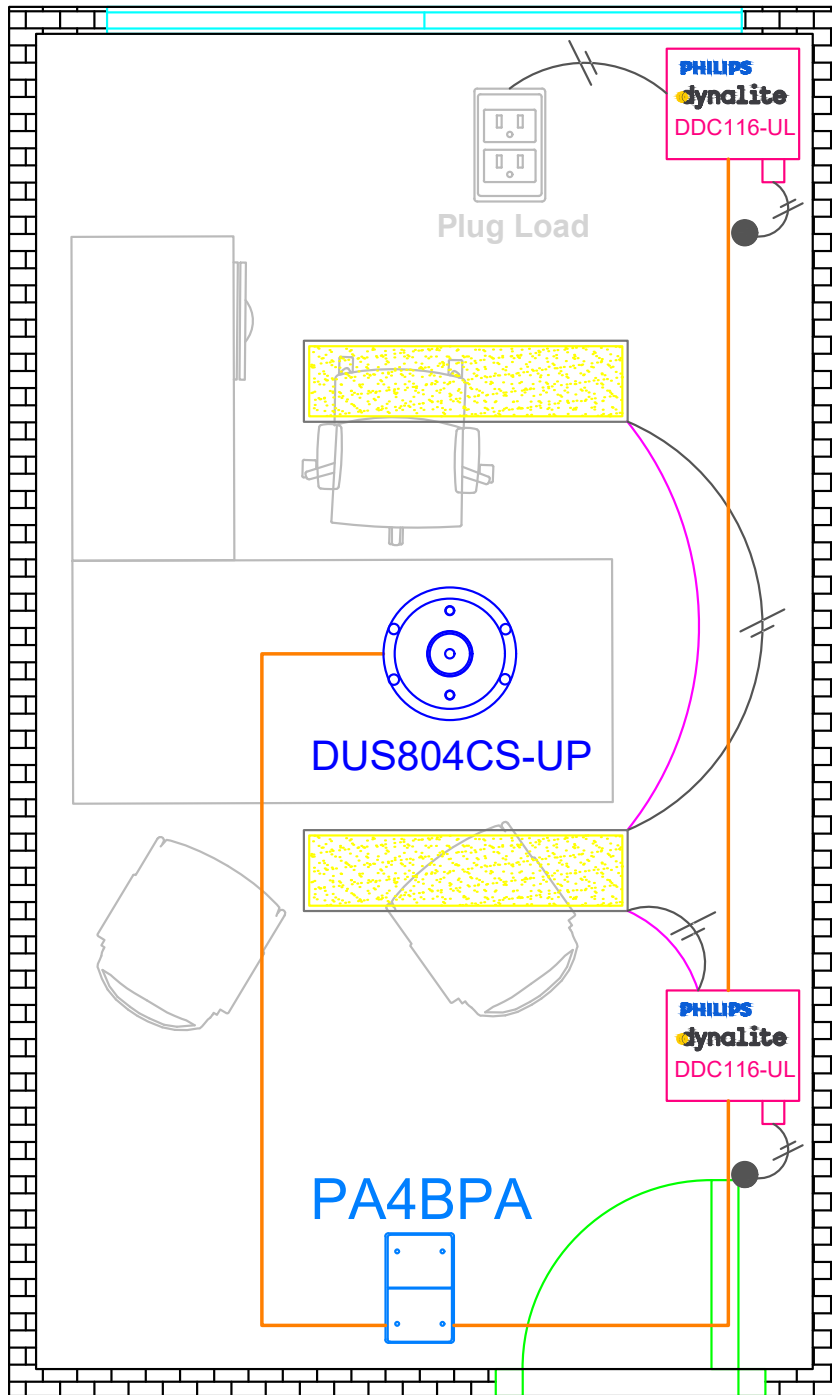 PHILIPS
dynalite
DDC116-UL
Plug Load
DUS804CS-UP
PHILIPS
dynalite
DDC116-UL
PA4BPA